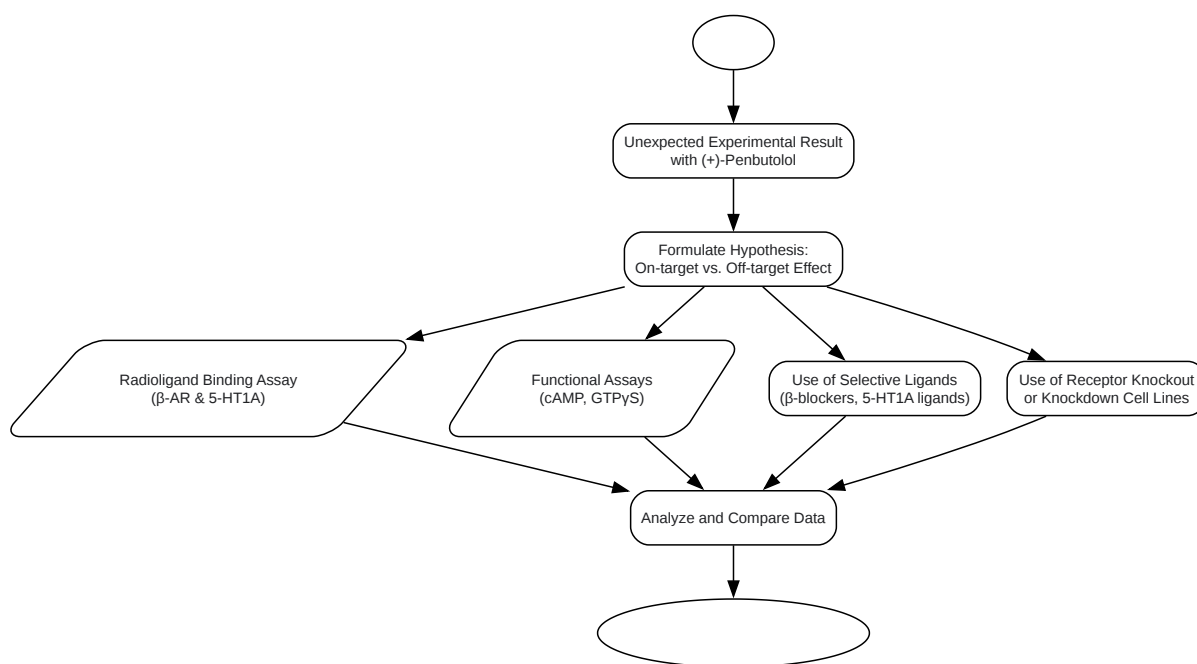 Unexpected Experimental Result
with (+)-Penbutolol
Formulate Hypothesis:
On-target vs. Off-target Effect
Radioligand Binding Assay
(β-AR & 5-HT1A)
Functional Assays
(cAMP, GTPγS)
Use of Selective Ligands
(β-blockers, 5-HT1A ligands)
Use of Receptor Knockout
or Knockdown Cell Lines
Analyze and Compare Data